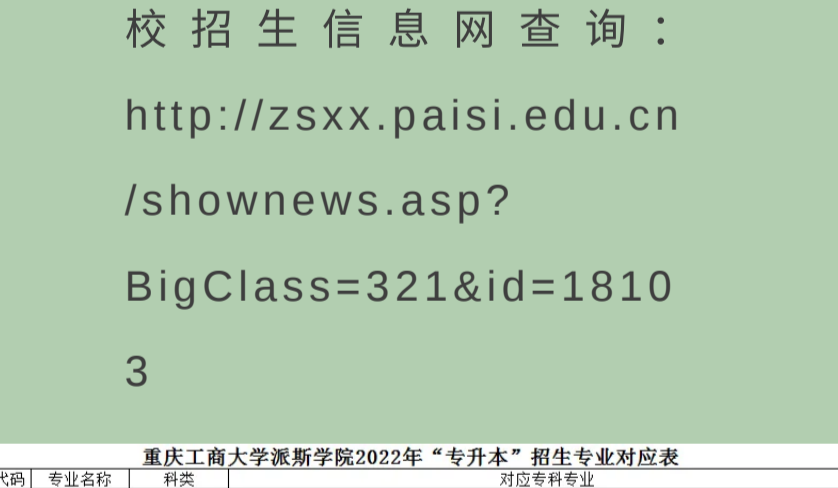 校招生信息网查询：
http://zsxx.paisi.edu.cn
/shownews.asp?
BigClass=321&id=1810
3
重庆工商大学派斯学院2022年“专升本”招生专业对应表
代码 专业名称 科类 对应专科专业